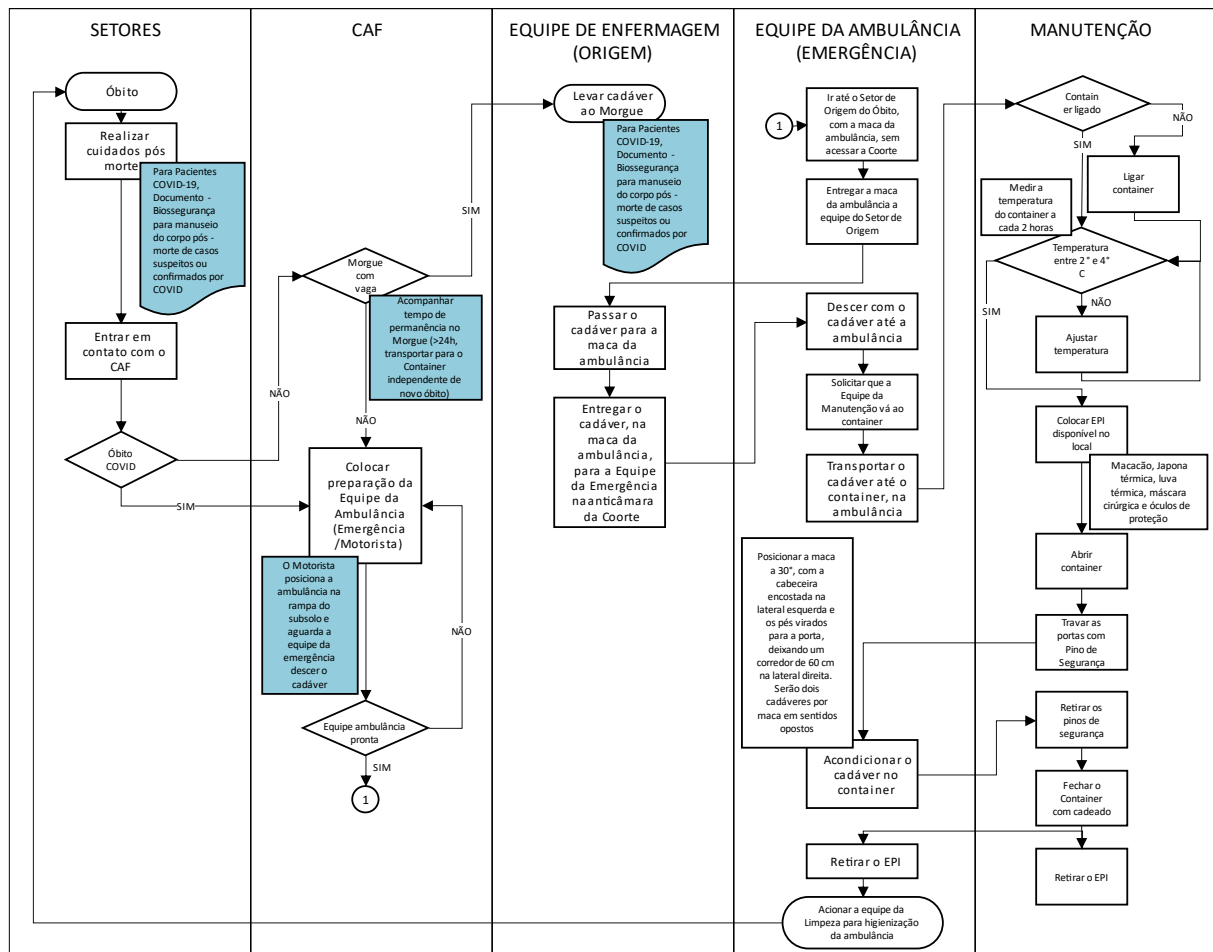 SETORES
Óbito
Realizar
cuidados pós
morte
Para Pacientes
COVID-19,
Documento -
Biossegurança
para manuseio
do corpo pós -
morte de casos
suspeitos ou
confirmados por
COVID
Entrar em
contato com o
CAF
Óbito
COVID
NÃO
SIM
CAF
Morgue
com
vaga
SIM
Acompanhar
tempo de
permanência no
Morgue (>24h,
transportar para o
Container
independente de
novo óbito)
NÃO
Colocar
preparação da
Equipe da
Ambulância
(Emergência
/Motorista)
O Motorista
posiciona a
ambulância na
rampa do
subsolo e
aguarda a
equipe da
emergência
descer o
cadáver
NÃO
Equipe ambulância
pronta
SIM
1
EQUIPE DE ENFERMAGEM
(ORIGEM)
Levar cadáver
ao Morgue
Para Pacientes
COVID-19,
Documento -
Biossegurança
para manuseio
do corpo pós -
morte de casos
suspeitos ou
confirmados por
COVID
Passar o
cadáver para a
maca da
ambulância
Entregar o
cadáver, na
maca da
ambulância,
para a Equipe
da Emergência
na anticâmara
da Coorte
EQUIPE DA AMBULÂNCIA
(EMERGÊNCIA)
1
Ir até o Setor de
Origem do Óbito,
com a maca da
ambulância, sem
acessar a Coorte
Entregar a maca
da ambulância a
equipe do Setor de
Origem
Descer com o
cadáver até a
ambulância
Solicitar que a
Equipe da
Manutenção vá ao
container
Transportar o
cadáver até o
container, na
ambulância
Posicionar a maca
a 30°, com a
cabeceira
encostada na
lateral esquerda e
os pés virados
para a porta,
deixando um
corredor de 60 cm
na lateral direita.
Serão dois
cadáveres por
maca em sentidos
opostos
Acondicionar o
cadáver no
container
Retirar o EPI
Acionar a equipe da
Limpeza para higienização
da ambulância
MANUTENÇÃO
Contain
er ligado
NÃO
SIM
Ligar
container
Medir a
temperatura
do container a
cada 2 horas
Temperatura
entre 2° e 4°
C
SIM
NÃO
Ajustar
temperatura
Colocar EPI
disponível no
local
Macacão, Japona
térmica, luva
térmica, máscara
cirúrgica e óculos de
proteção
Abrir
container
Travar as
portas com
Pino de
Segurança
Retirar os
pinos de
segurança
Fechar o
Container
com cadeado
Retirar o EPI